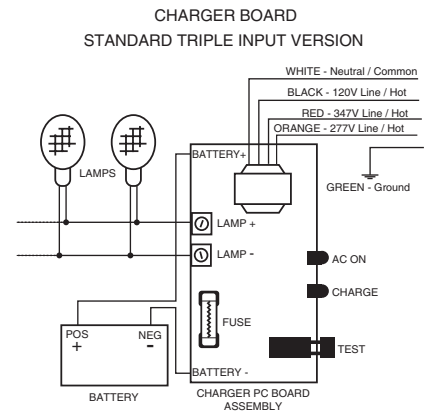 CHARGER BOARD
STANDARD TRIPLE INPUT VERSION
WHITE - Neutral / Common
BLACK - 120V Line / Hot
RED - 347V Line / Hot
ORANGE - 277V Line / Hot
BATTERY+
LAMPS
GREEN - Ground
LAMP +
LAMP -
AC ON
CHARGE
FUSE
POS
+
NEG
-
TEST
BATTERY -
BATTERY
CHARGER PC BOARD
ASSEMBLY